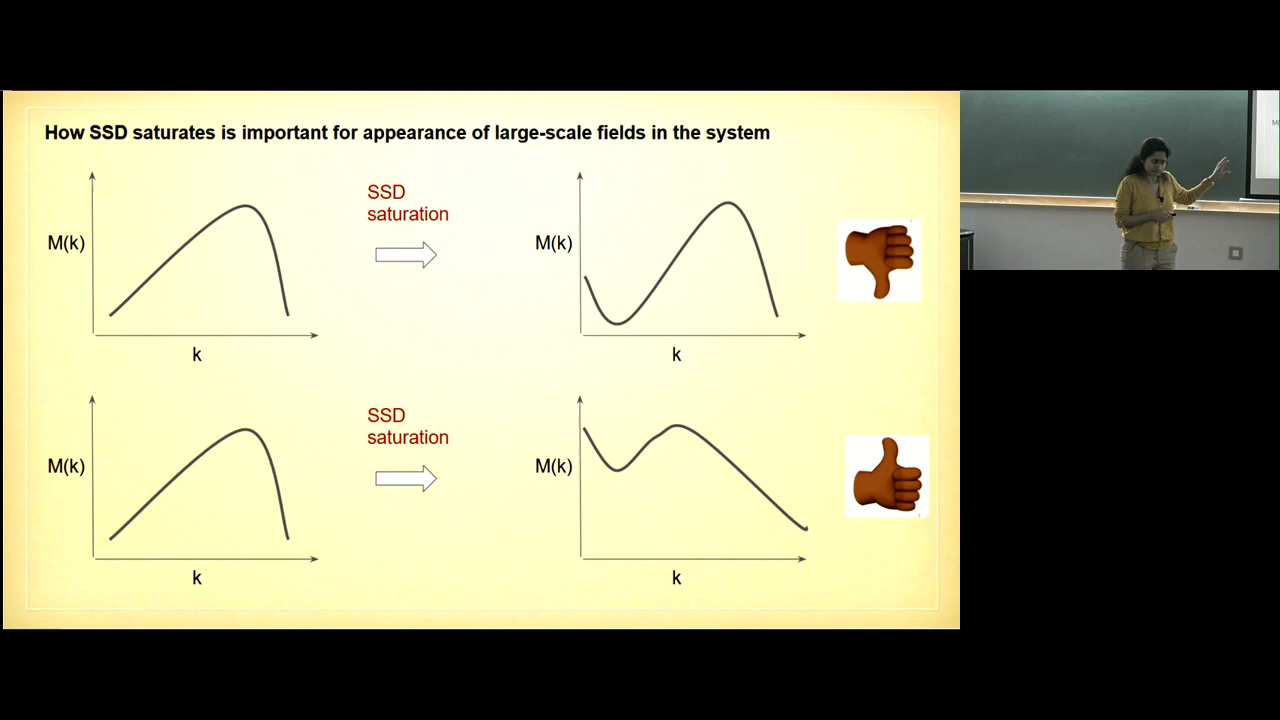 How SSD saturates is important for appearance of large-scale fields in the system
M(k)
k
SSD
saturation
M(k)
k
M(k)
k
SSD
saturation
M(k)
k